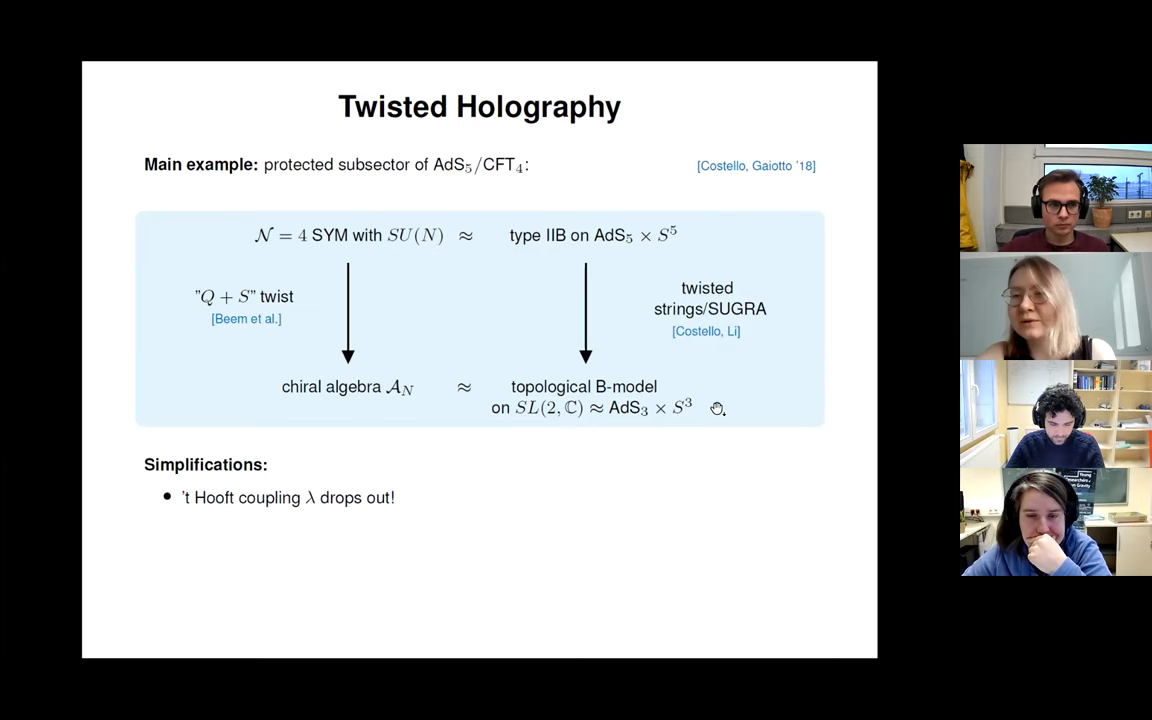 Twisted Holography
Main example: protected subsector of AdS₅/CFT₄: [Costello, Gaiotto '18]
𝒩 = 4 SYM with SU(N) ≈ type IIB on AdS₅ × S⁵
"Q + S" twist
[Beem et al.]
twisted
strings/SUGRA
[Costello, Li]
chiral algebra 𝒜_N ≈ topological B-model
on SL(2, ℂ) ≈ AdS₃ × S³
Simplifications:
• 't Hooft coupling λ drops out!